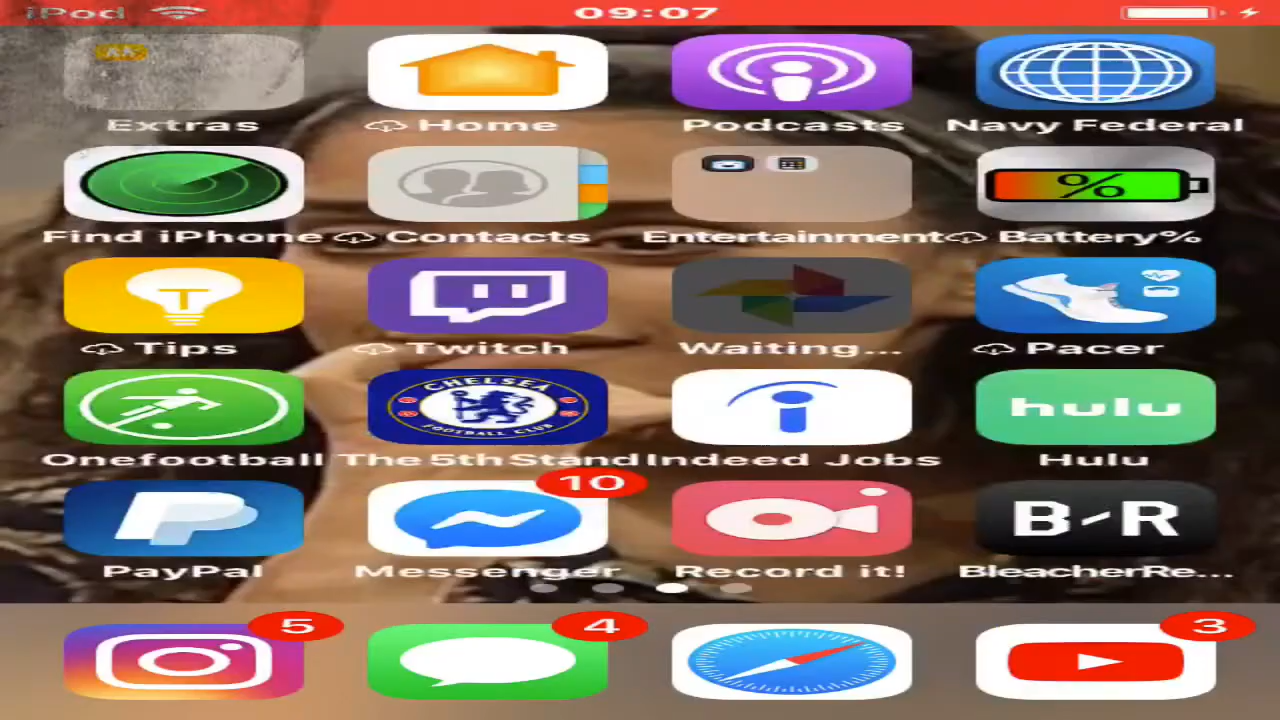 iPod 09:07
Extras Home Podcasts Navy Federal
%
Find iPhone Contacts Entertainment Battery%
Tips Twitch Waiting... Pacer
CHELSEA
FOOTBALL CLUB
hulu
Onefootball The 5th Stand Indeed Jobs Hulu
10
B-R
PayPal Messenger Record it! BleacherRe...
5 4 3